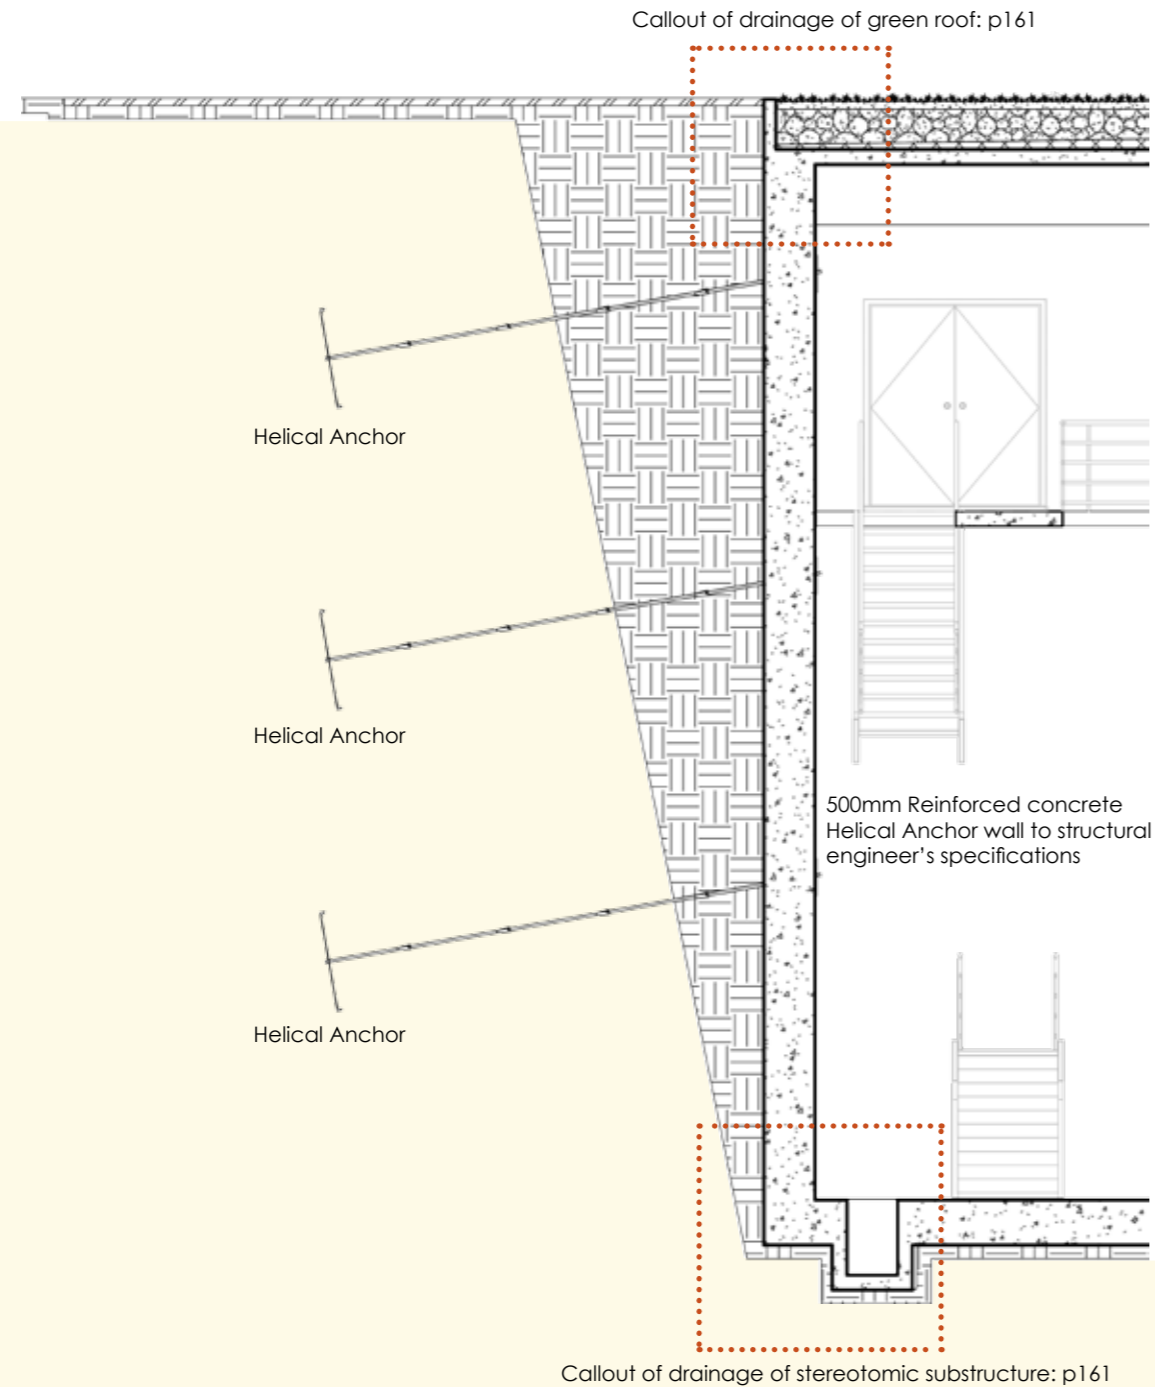 Callout of drainage of green roof: p161
Helical Anchor
Helical Anchor
500mm Reinforced concrete
Helical Anchor wall to structural
engineer’s specifications
Helical Anchor
Callout of drainage of stereotomic substructure: p161